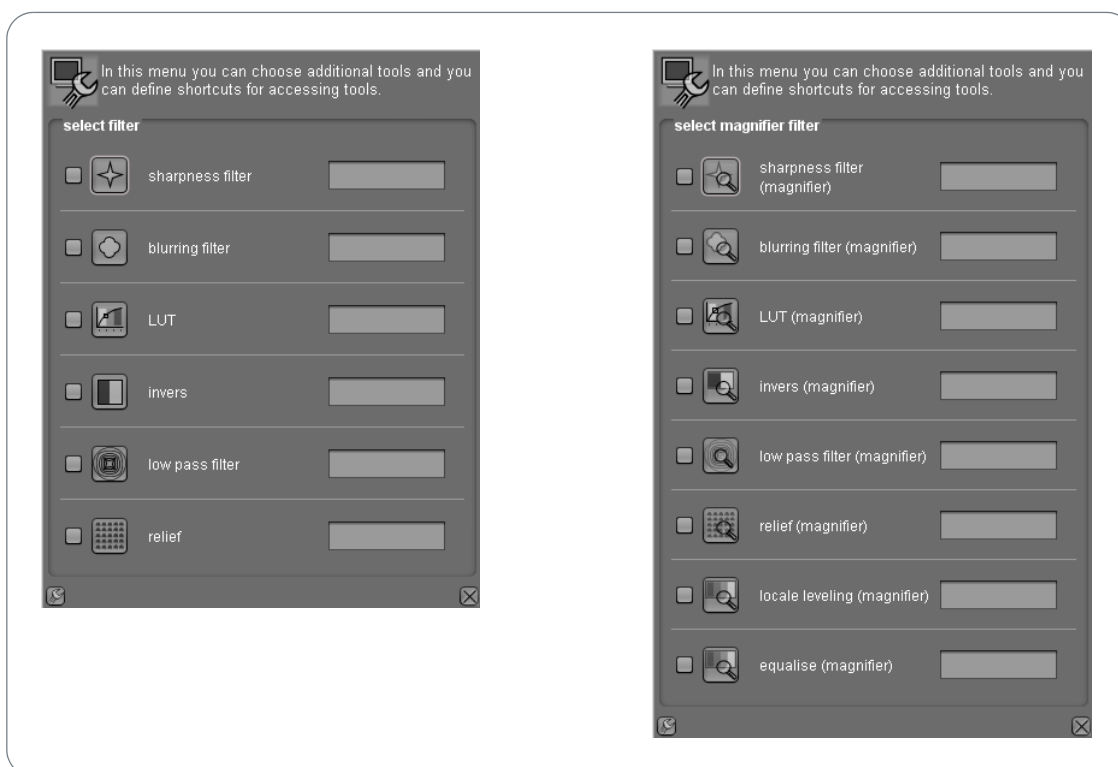 In this menu you can choose additional tools and you
can define shortcuts for accessing tools.
select filter
sharpness filter
blurring filter
LUT
invers
low pass filter
relief
In this menu you can choose additional tools and you
can define shortcuts for accessing tools.
select magnifier filter
sharpness filter
(magnifier)
blurring filter (magnifier)
LUT (magnifier)
invers (magnifier)
low pass filter (magnifier)
relief (magnifier)
locale leveling (magnifier)
equalise (magnifier)